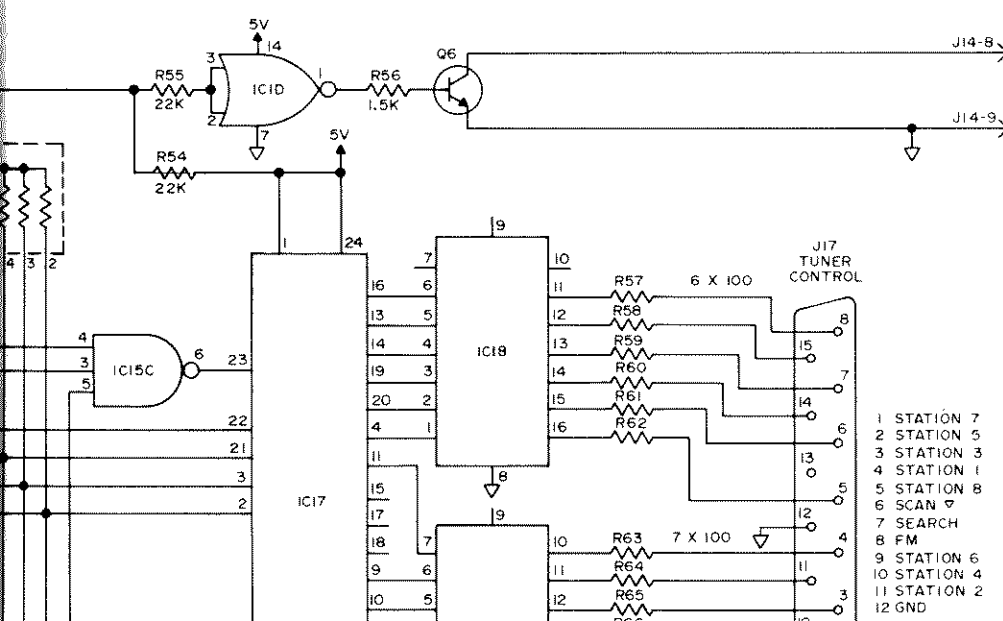 5V
14
3
R55
22K
2
IC1D
1
7
R56
1.5K
Q6
J14-8
J14-9
R54
22K
5V
1
24
4 3 2
9
7
10
16
6
11
R57
6 X 100
J17
TUNER
CONTROL
8
13
5
12
R58
15
14
4
IC18
13
R59
7
19
3
14
R60
14
20
2
15
R61
6
4
1
16
R62
13
11
8
5
4
3
5
IC15C
6
23
22
21
3
2
IC17
15
17
18
9
10
9
12
7
10
R63
7 X 100
4
6
11
R64
11
5
12
R65
3
1 STATION 7
2 STATION 5
3 STATION 3
4 STATION 1
5 STATION 8
6 SCAN ▽
7 SEARCH
8 FM
9 STATION 6
10 STATION 4
11 STATION 2
12 GND